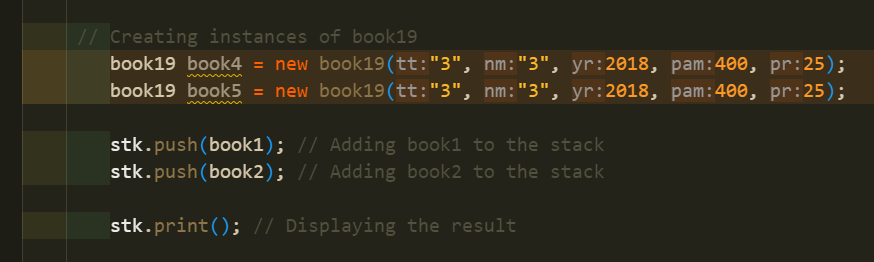 // Creating instances of book19
book19 book4 = new book19(tt:"3", nm:"3", yr:2018, pam:400, pr:25);
book19 book5 = new book19(tt:"3", nm:"3", yr:2018, pam:400, pr:25);
stk.push(book1); // Adding book1 to the stack
stk.push(book2); // Adding book2 to the stack
stk.print(); // Displaying the result